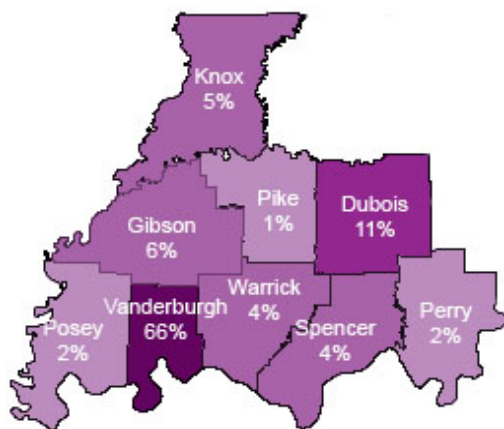 Knox
5%
Pike
1%
Dubois
11%
Gibson
6%
Warrick
4%
Vanderburgh
66%
Posey
2%
Spencer
4%
Perry
2%